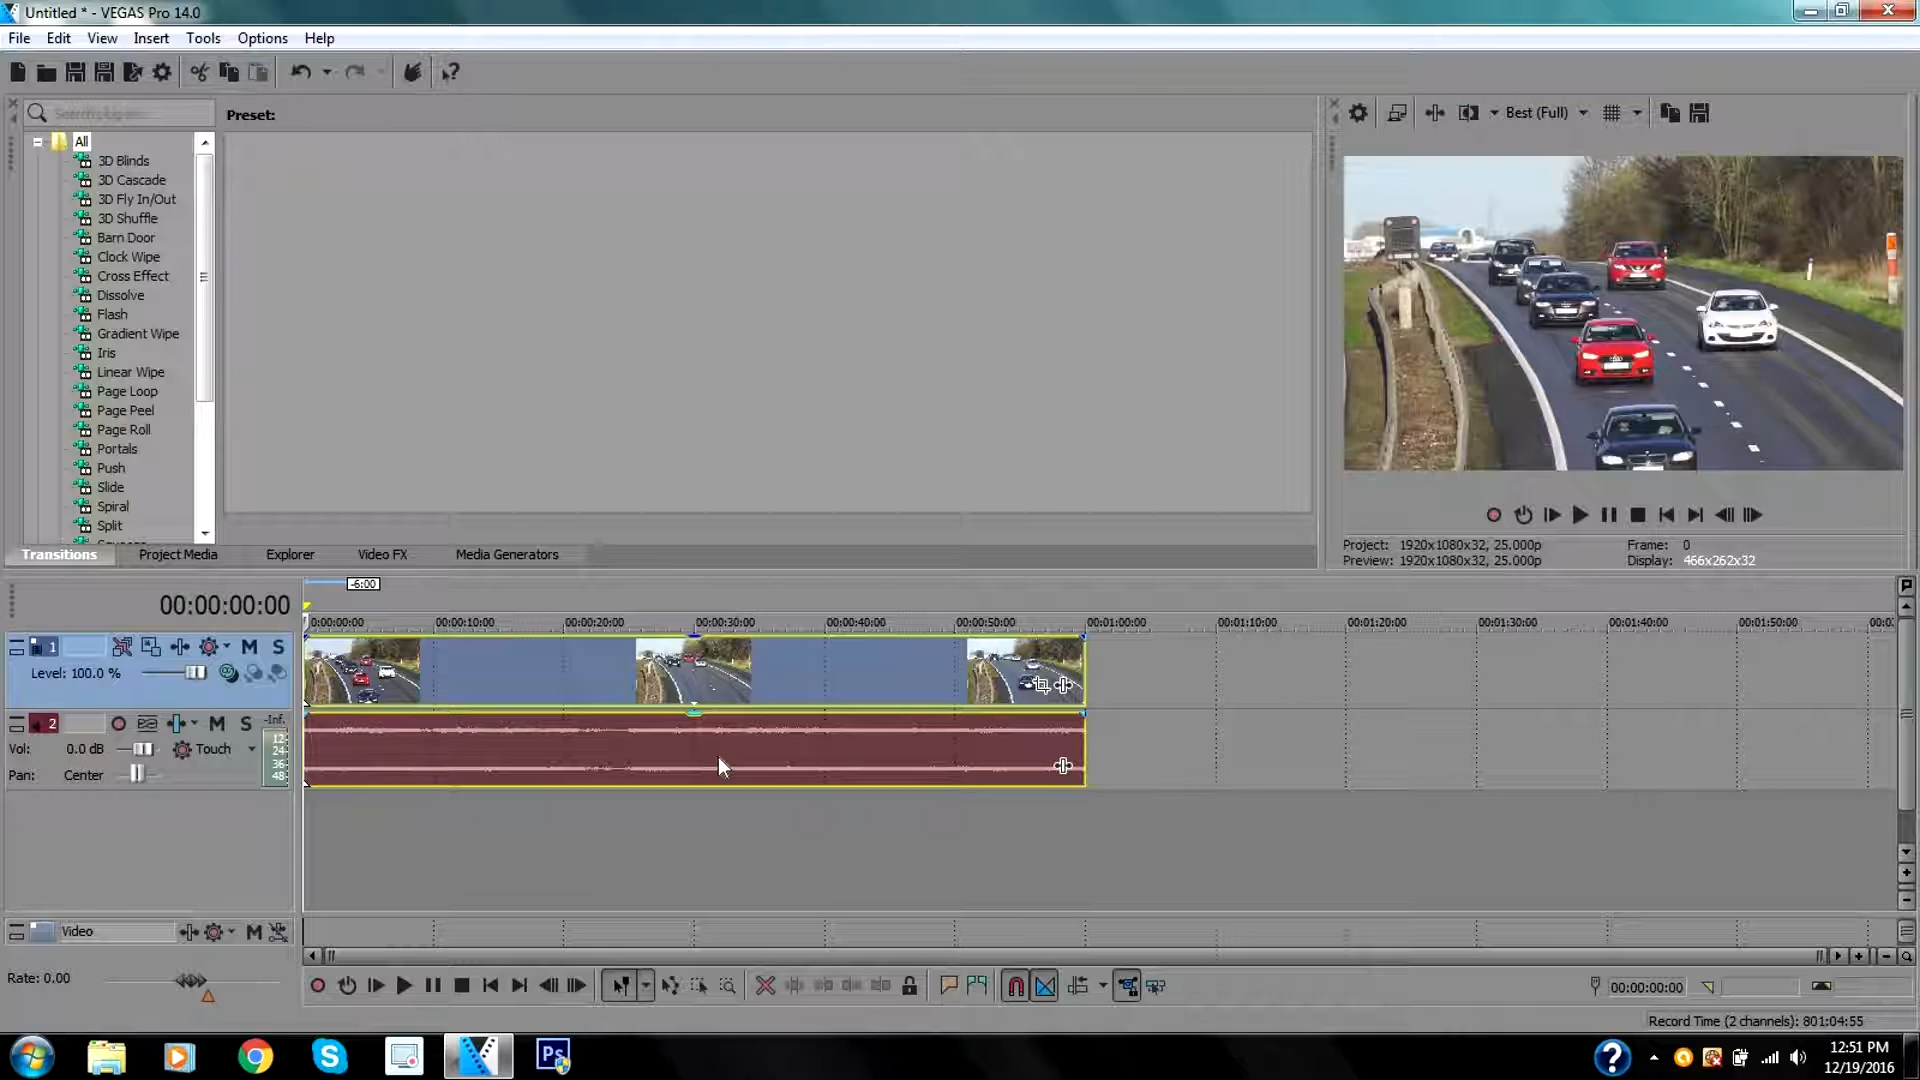 Untitled * - VEGAS Pro 14.0
File Edit View Insert Tools Options Help
Preset:
Best (Full)
All
3D Blinds
3D Cascade
3D Fly In/Out
3D Shuffle
Barn Door
Clock Wipe
Cross Effect
Dissolve
Flash
Gradient Wipe
Iris
Linear Wipe
Page Loop
Page Peel
Page Roll
Portals
Push
Slide
Spiral
Split
Transitions Project Media Explorer Video FX Media Generators
Project: 1920x1080x32, 25.000p Frame: 0
Preview: 1920x1080x32, 25.000p Display: 466x262x32
-6:00
00:00:00:00
00:00:00:00 00:00:10:00 00:00:20:00 00:00:30:00 00:00:40:00 00:00:50:00 00:01:00:00 00:01:10:00 00:01:20:00 00:01:30:00 00:01:40:00 00:01:50:00 00:0
1 M S
Level: 100.0 %
2 M S -Inf.
12
24
36
48
Vol: 0.0 dB Touch
Pan: Center
Video M
Rate: 0.00
00:00:00:00
Record Time (2 channels): 801:04:55
Ps
12:51 PM
12/19/2016